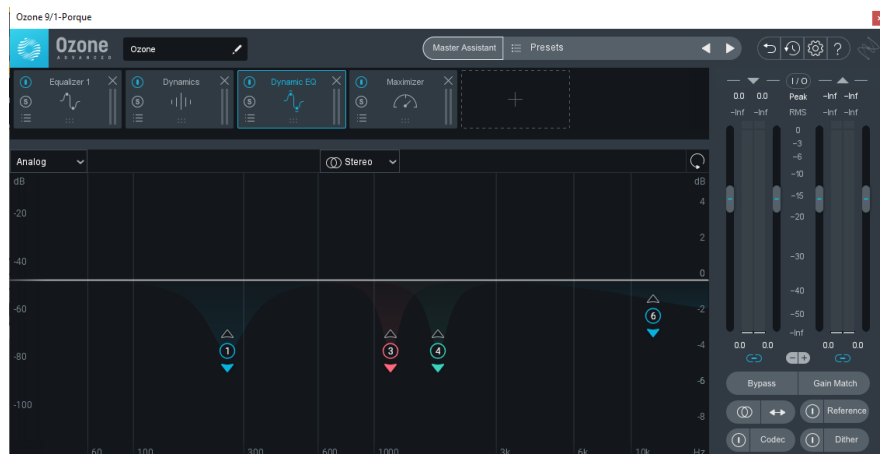 Ozone 9/1-Porque
Ozone
ADVANCED
Ozone
Master Assistant
Presets
?
Equalizer 1
Dynamics
Dynamic EQ
Maximizer
S
S
S
S
+
I/O
0.0 0.0 Peak -Inf -Inf
-Inf -Inf RMS -Inf -Inf
0
-3
-6
-10
-15
-20
-30
-40
-50
-Inf
0.0 0.0 0.0 0.0
Analog
Stereo
dB
-20
-40
-60
-80
-100
dB
4
2
0
-2
-4
-6
-8
1
3
4
6
60 100 300 600 1000 3k 6k 10k Hz
Bypass Gain Match
Reference
Codec Dither